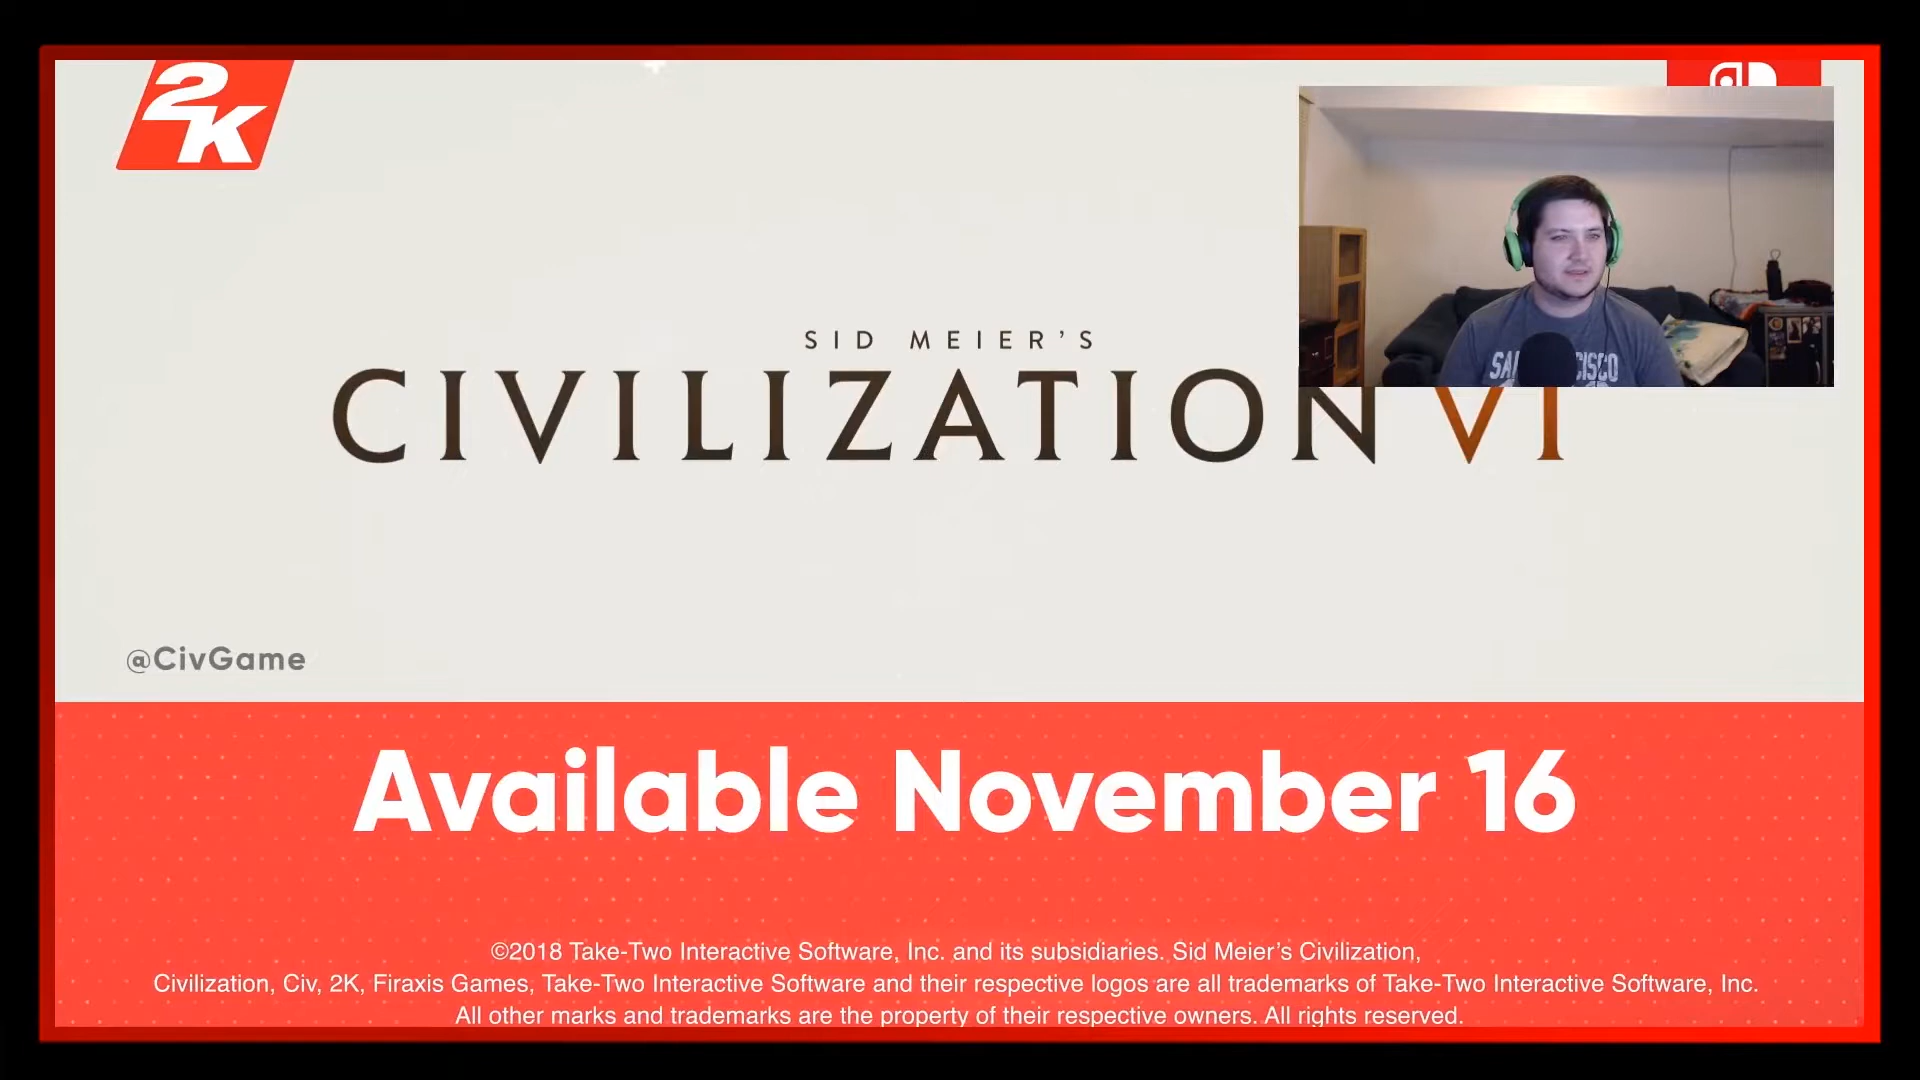 2K
SID MEIER’S
CIVILIZATION VI
@CivGame
Available November 16
©2018 Take-Two Interactive Software, Inc. and its subsidiaries. Sid Meier’s Civilization,
Civilization, Civ, 2K, Firaxis Games, Take-Two Interactive Software and their respective logos are all trademarks of Take-Two Interactive Software, Inc.
All other marks and trademarks are the property of their respective owners. All rights reserved.